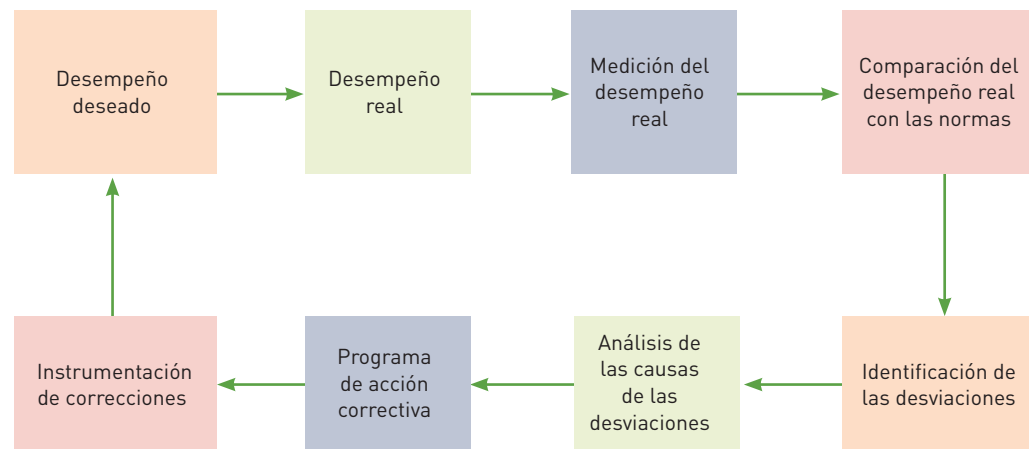 Desempeño
deseado
Desempeño
real
Medición del
desempeño
real
Comparación del
desempeño real
con las normas
Identificación de
las desviaciones
Análisis de
las causas
de las
desviaciones
Programa
de acción
correctiva
Instrumentación
de correcciones